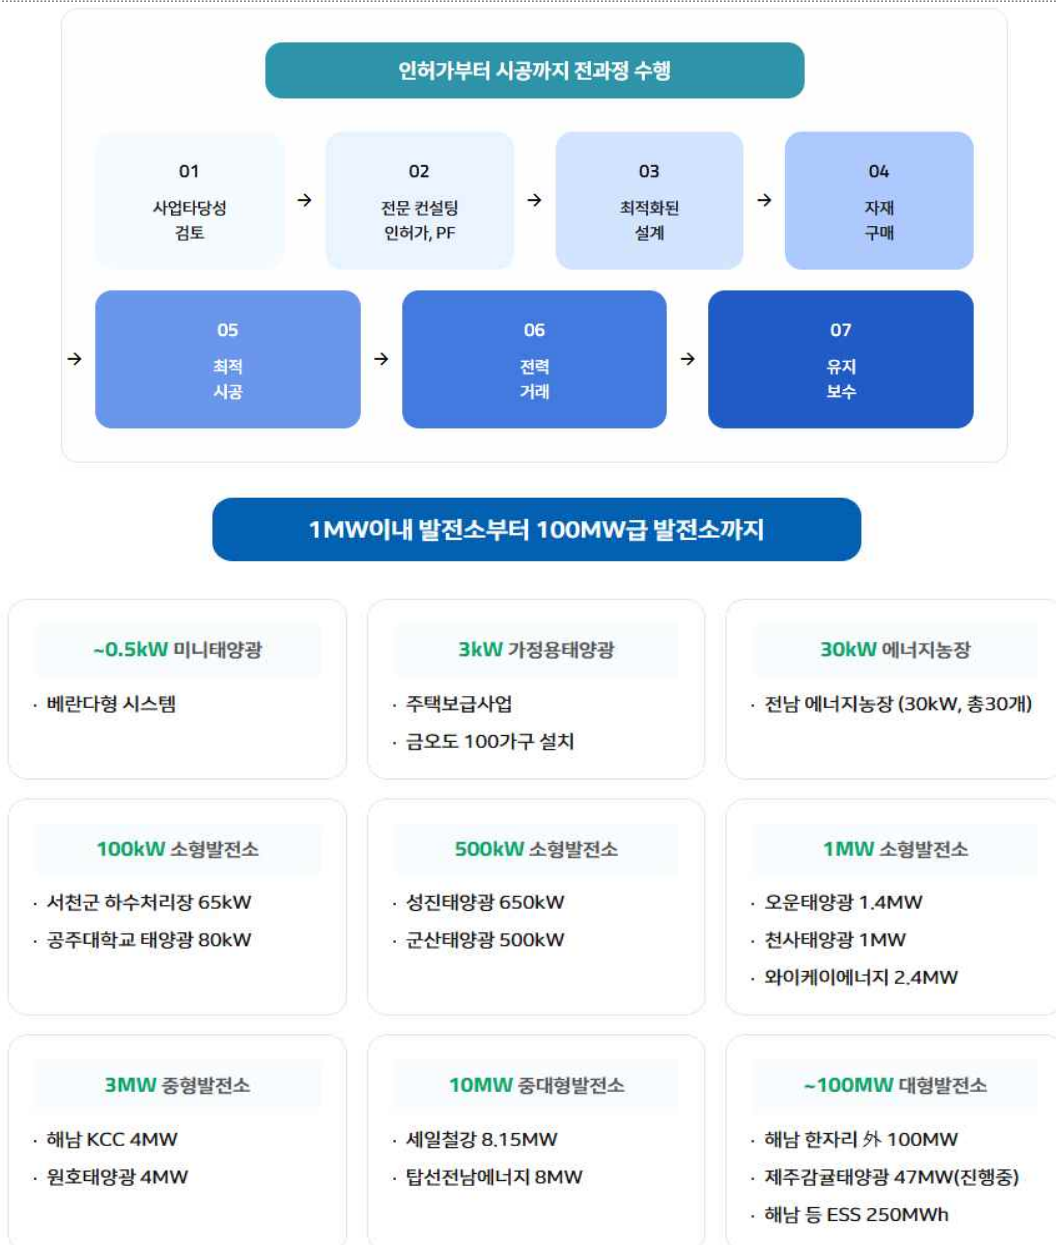 인허가부터 시공까지 전과정 수행
01
사업타당성
검토
→
02
전문 컨설팅
인허가, PF
→
03
최적화된
설계
→
04
자재
구매
→
05
최적
시공
→
06
전력
거래
→
07
유지
보수
1MW이내 발전소부터 100MW급 발전소까지
~0.5kW 미니태양광
· 베란다형 시스템
3kW 가정용태양광
· 주택보급사업
· 금오도 100가구 설치
30kW 에너지농장
· 전남 에너지농장 (30kW, 총30개)
100kW 소형발전소
· 서천군 하수처리장 65kW
· 공주대학교 태양광 80kW
500kW 소형발전소
· 성진태양광 650kW
· 군산태양광 500kW
1MW 소형발전소
· 오운태양광 1.4MW
· 천사태양광 1MW
· 와이케이에너지 2.4MW
3MW 중형발전소
· 해남 KCC 4MW
· 원호태양광 4MW
10MW 중대형발전소
· 세일철강 8.15MW
· 탑선전남에너지 8MW
~100MW 대형발전소
· 해남 한자리 外 100MW
· 제주감귤태양광 47MW(진행중)
· 해남 등 ESS 250MWh